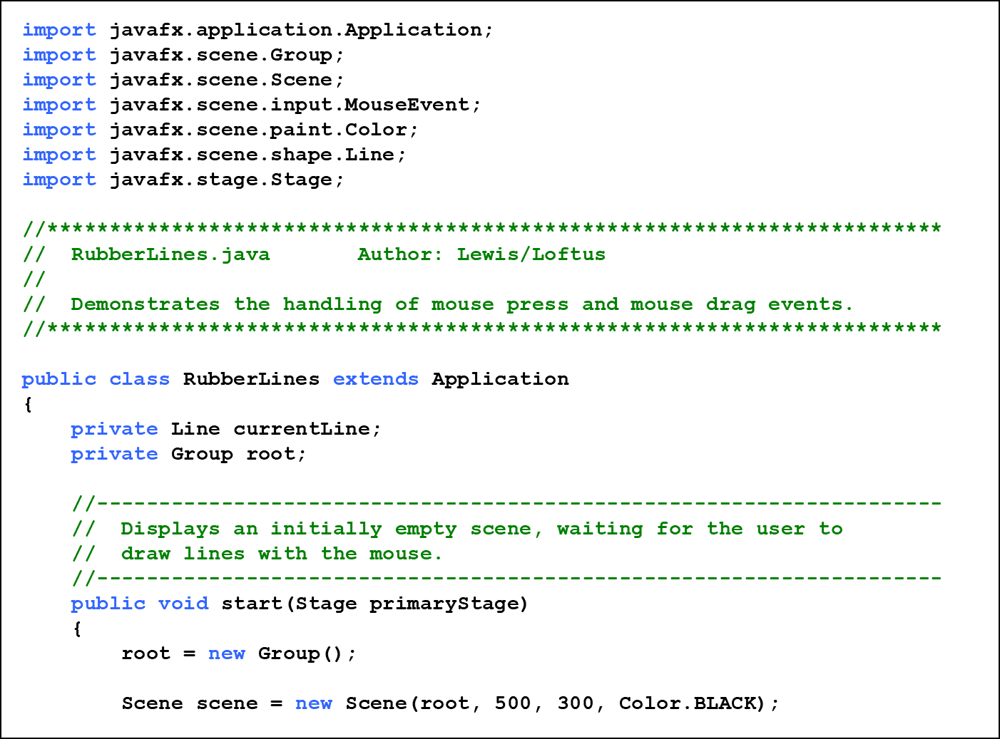 import javafx.application.Application;
import javafx.scene.Group;
import javafx.scene.Scene;
import javafx.scene.input.MouseEvent;
import javafx.scene.paint.Color;
import javafx.scene.shape.Line;
import javafx.stage.Stage;

//************************************************************************
//  RubberLines.java       Author: Lewis/Loftus
//
//  Demonstrates the handling of mouse press and mouse drag events.
//************************************************************************

public class RubberLines extends Application
{
    private Line currentLine;
    private Group root;

    //--------------------------------------------------------------------
    //  Displays an initially empty scene, waiting for the user to
    //  draw lines with the mouse.
    //--------------------------------------------------------------------
    public void start(Stage primaryStage)
    {
        root = new Group();

        Scene scene = new Scene(root, 500, 300, Color.BLACK);